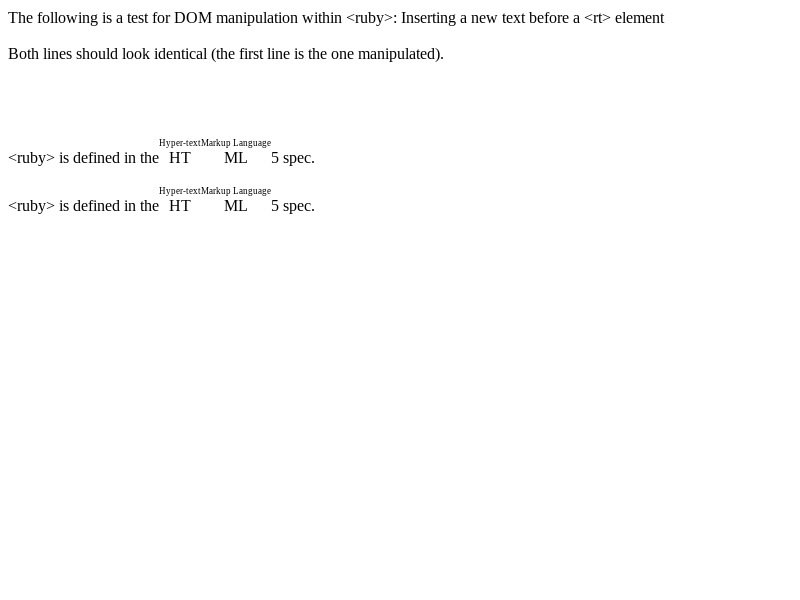 The following is a test for DOM manipulation within <ruby>: Inserting a new text before a <rt> element
Both lines should look identical (the first line is the one manipulated).
Hyper-textMarkup Language
<ruby> is defined in the HT ML 5 spec.
Hyper-textMarkup Language
<ruby> is defined in the HT ML 5 spec.